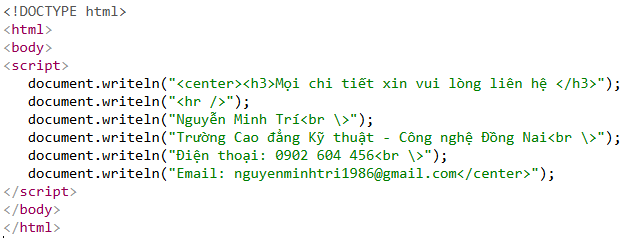 <!DOCTYPE html>
<html>
<body>
<script>
document.writeln("<center><h3>Mọi chi tiết xin vui lòng liên hệ </h3>");
document.writeln("<hr />");
document.writeln("Nguyễn Minh Trí<br \>");
document.writeln("Trường Cao đẳng Kỹ thuật - Công nghệ Đồng Nai<br \>");
document.writeln("Điện thoại: 0902 604 456<br \>");
document.writeln("Email: nguyenminhtri1986@gmail.com</center>");
</script>
</body>
</html>